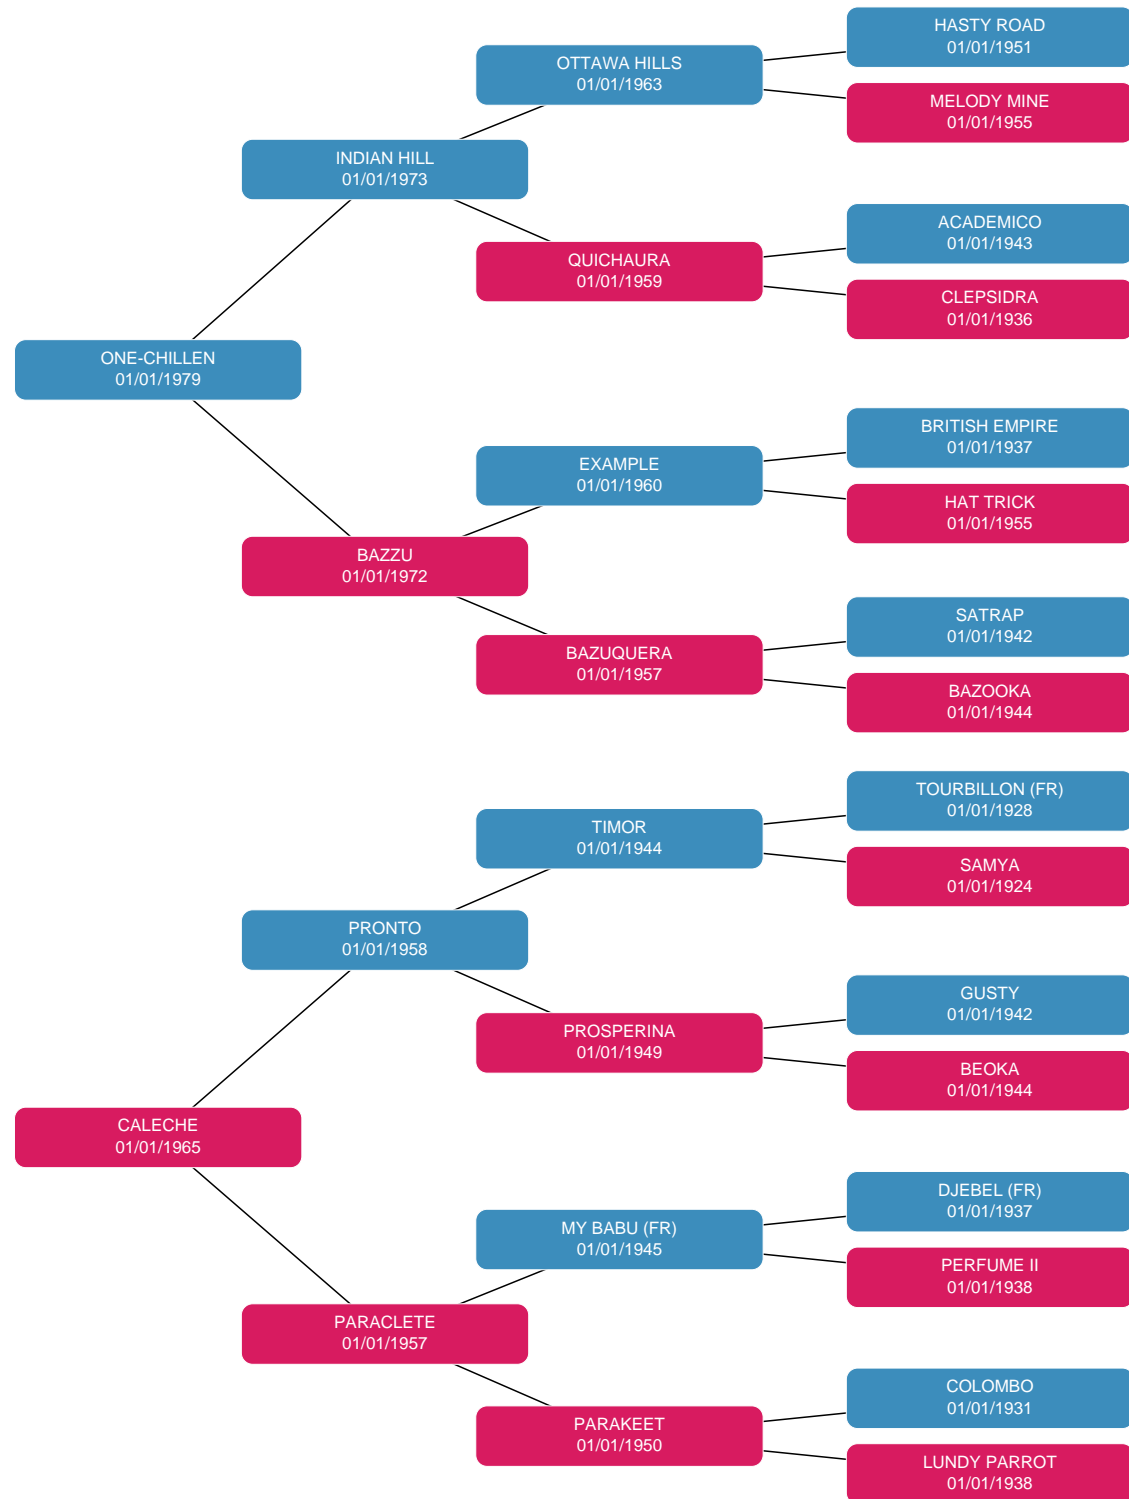 HASTY ROAD
01/01/1951
OTTAWA HILLS
01/01/1963
MELODY MINE
01/01/1955
INDIAN HILL
01/01/1973
ACADEMICO
01/01/1943
QUICHAURA
01/01/1959
CLEPSIDRA
01/01/1936
ONE-CHILLEN
01/01/1979
BRITISH EMPIRE
01/01/1937
EXAMPLE
01/01/1960
HAT TRICK
01/01/1955
BAZZU
01/01/1972
SATRAP
01/01/1942
BAZUQUERA
01/01/1957
BAZOOKA
01/01/1944
TOURBILLON (FR)
01/01/1928
TIMOR
01/01/1944
SAMYA
01/01/1924
PRONTO
01/01/1958
GUSTY
01/01/1942
PROSPERINA
01/01/1949
BEOKA
01/01/1944
CALECHE
01/01/1965
DJEBEL (FR)
01/01/1937
MY BABU (FR)
01/01/1945
PERFUME II
01/01/1938
PARACLETE
01/01/1957
COLOMBO
01/01/1931
PARAKEET
01/01/1950
LUNDY PARROT
01/01/1938